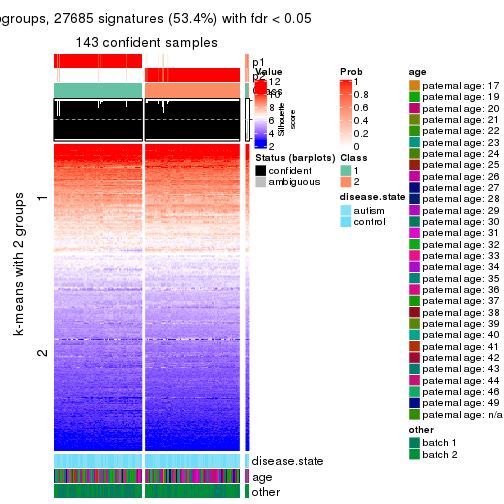 ogroups, 27685 signatures (53.4%) with fdr < 0.05
143 confident samples
p1
p2
Class
Silhouette
score
1
2
k-means with 2 groups
disease.state
age
other
Value
12
10
8
6
4
2
Status (barplots)
confident
ambiguous
Prob
1
0.8
0.6
0.4
0.2
0
Class
1
2
disease.state
autism
control
age
paternal age: 17
paternal age: 19
paternal age: 20
paternal age: 21
paternal age: 22
paternal age: 23
paternal age: 24
paternal age: 25
paternal age: 26
paternal age: 27
paternal age: 28
paternal age: 29
paternal age: 30
paternal age: 31
paternal age: 32
paternal age: 33
paternal age: 34
paternal age: 35
paternal age: 36
paternal age: 37
paternal age: 38
paternal age: 39
paternal age: 40
paternal age: 41
paternal age: 42
paternal age: 43
paternal age: 44
paternal age: 46
paternal age: 49
paternal age: n/a
other
batch 1
batch 2